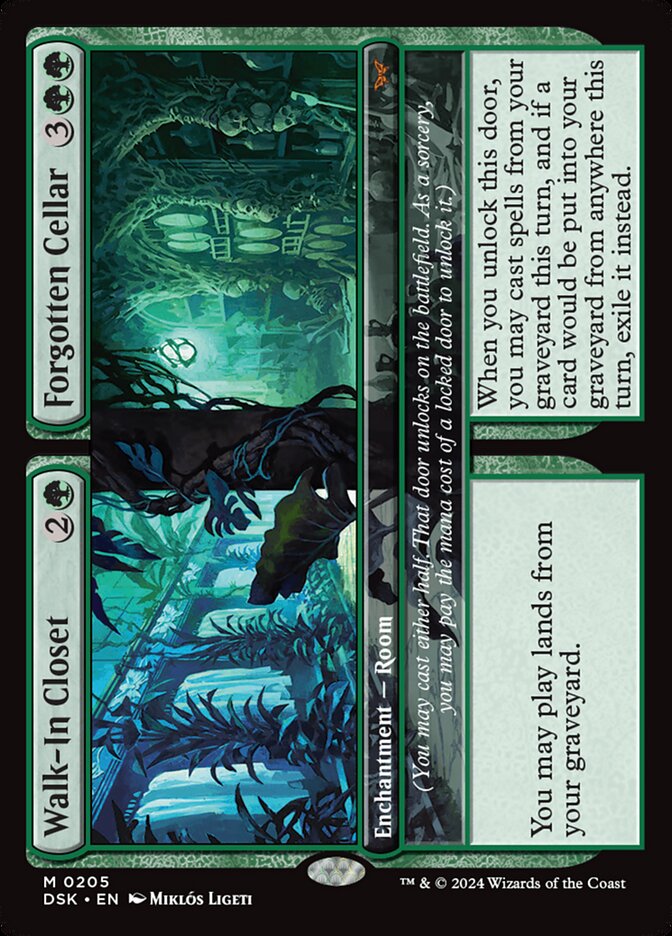 Walk-In Closet 2
You may play lands from
your graveyard.
Forgotten Cellar 3
When you unlock this door,
you may cast spells from your
graveyard this turn, and if a
card would be put into your
graveyard from anywhere this
turn, exile it instead.
Enchantment — Room
(You may cast either half. That door unlocks on the battlefield. As a sorcery,
you may pay the mana cost of a locked door to unlock it.)
M 0205
DSK • EN Miklós Ligeti
™ & © 2024 Wizards of the Coast